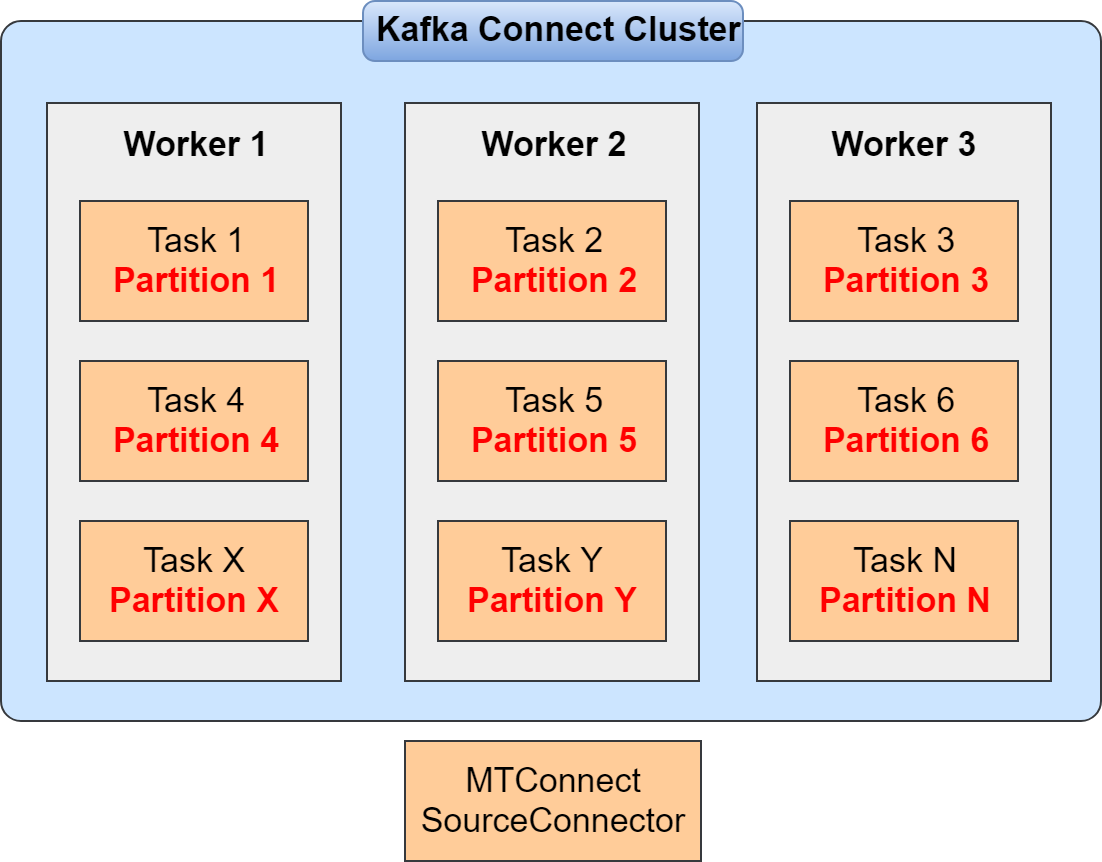 Kafka Connect Cluster
Worker 1
Task 1
Partition 1
Task 4
Partition 4
Task X
Partition X
Worker 2
Task 2
Partition 2
Task 5
Partition 5
Task Y
Partition Y
Worker 3
Task 3
Partition 3
Task 6
Partition 6
Task N
Partition N
MTConnect
SourceConnector